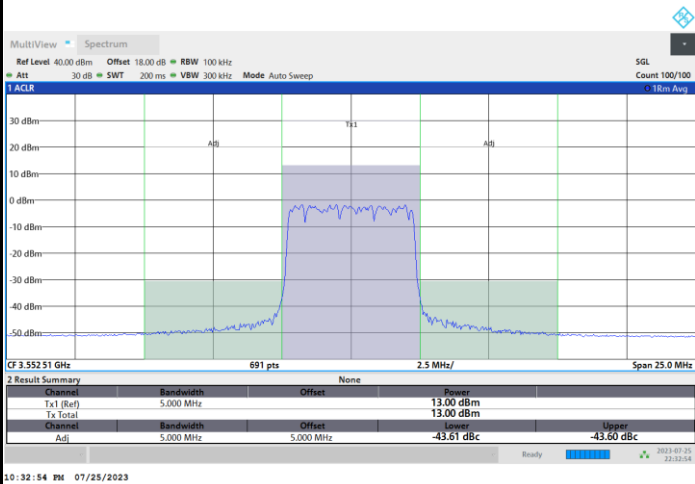 MultiView Spectrum
Ref Level 40.00 dBm Offset 18.00 dB RBW 100 kHz SGL
Att 30 dB SWT 200 ms VBW 300 kHz Mode Auto Sweep Count 100/100
1 ACLR 1Rm Avg
30 dBm
Tx1
20 dBm Adj Adj
10 dBm
0 dBm
-10 dBm
-20 dBm
-30 dBm
-40 dBm
-50 dBm
CF 3.552 51 GHz 691 pts 2.5 MHz/ Span 25.0 MHz
2 Result Summary None
Channel Bandwidth Offset Power
Tx1 (Ref) 5.000 MHz 13.00 dBm
Tx Total 13.00 dBm
Channel Bandwidth Offset Lower Upper
Adj 5.000 MHz 5.000 MHz -43.61 dBc -43.60 dBc
Ready 2023-07-25
22:32:54
10:32:54 PM 07/25/2023